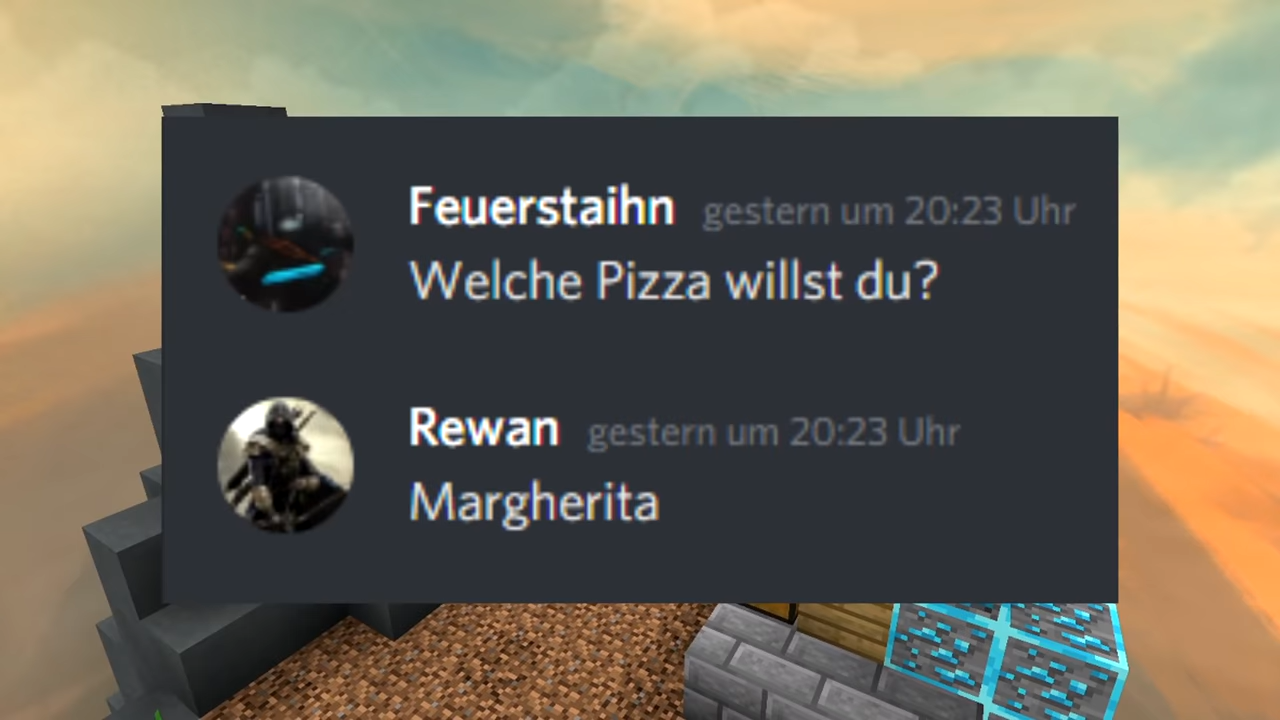 Feuerstaihn gestern um 20:23 Uhr
Welche Pizza willst du?
Rewan gestern um 20:23 Uhr
Margherita